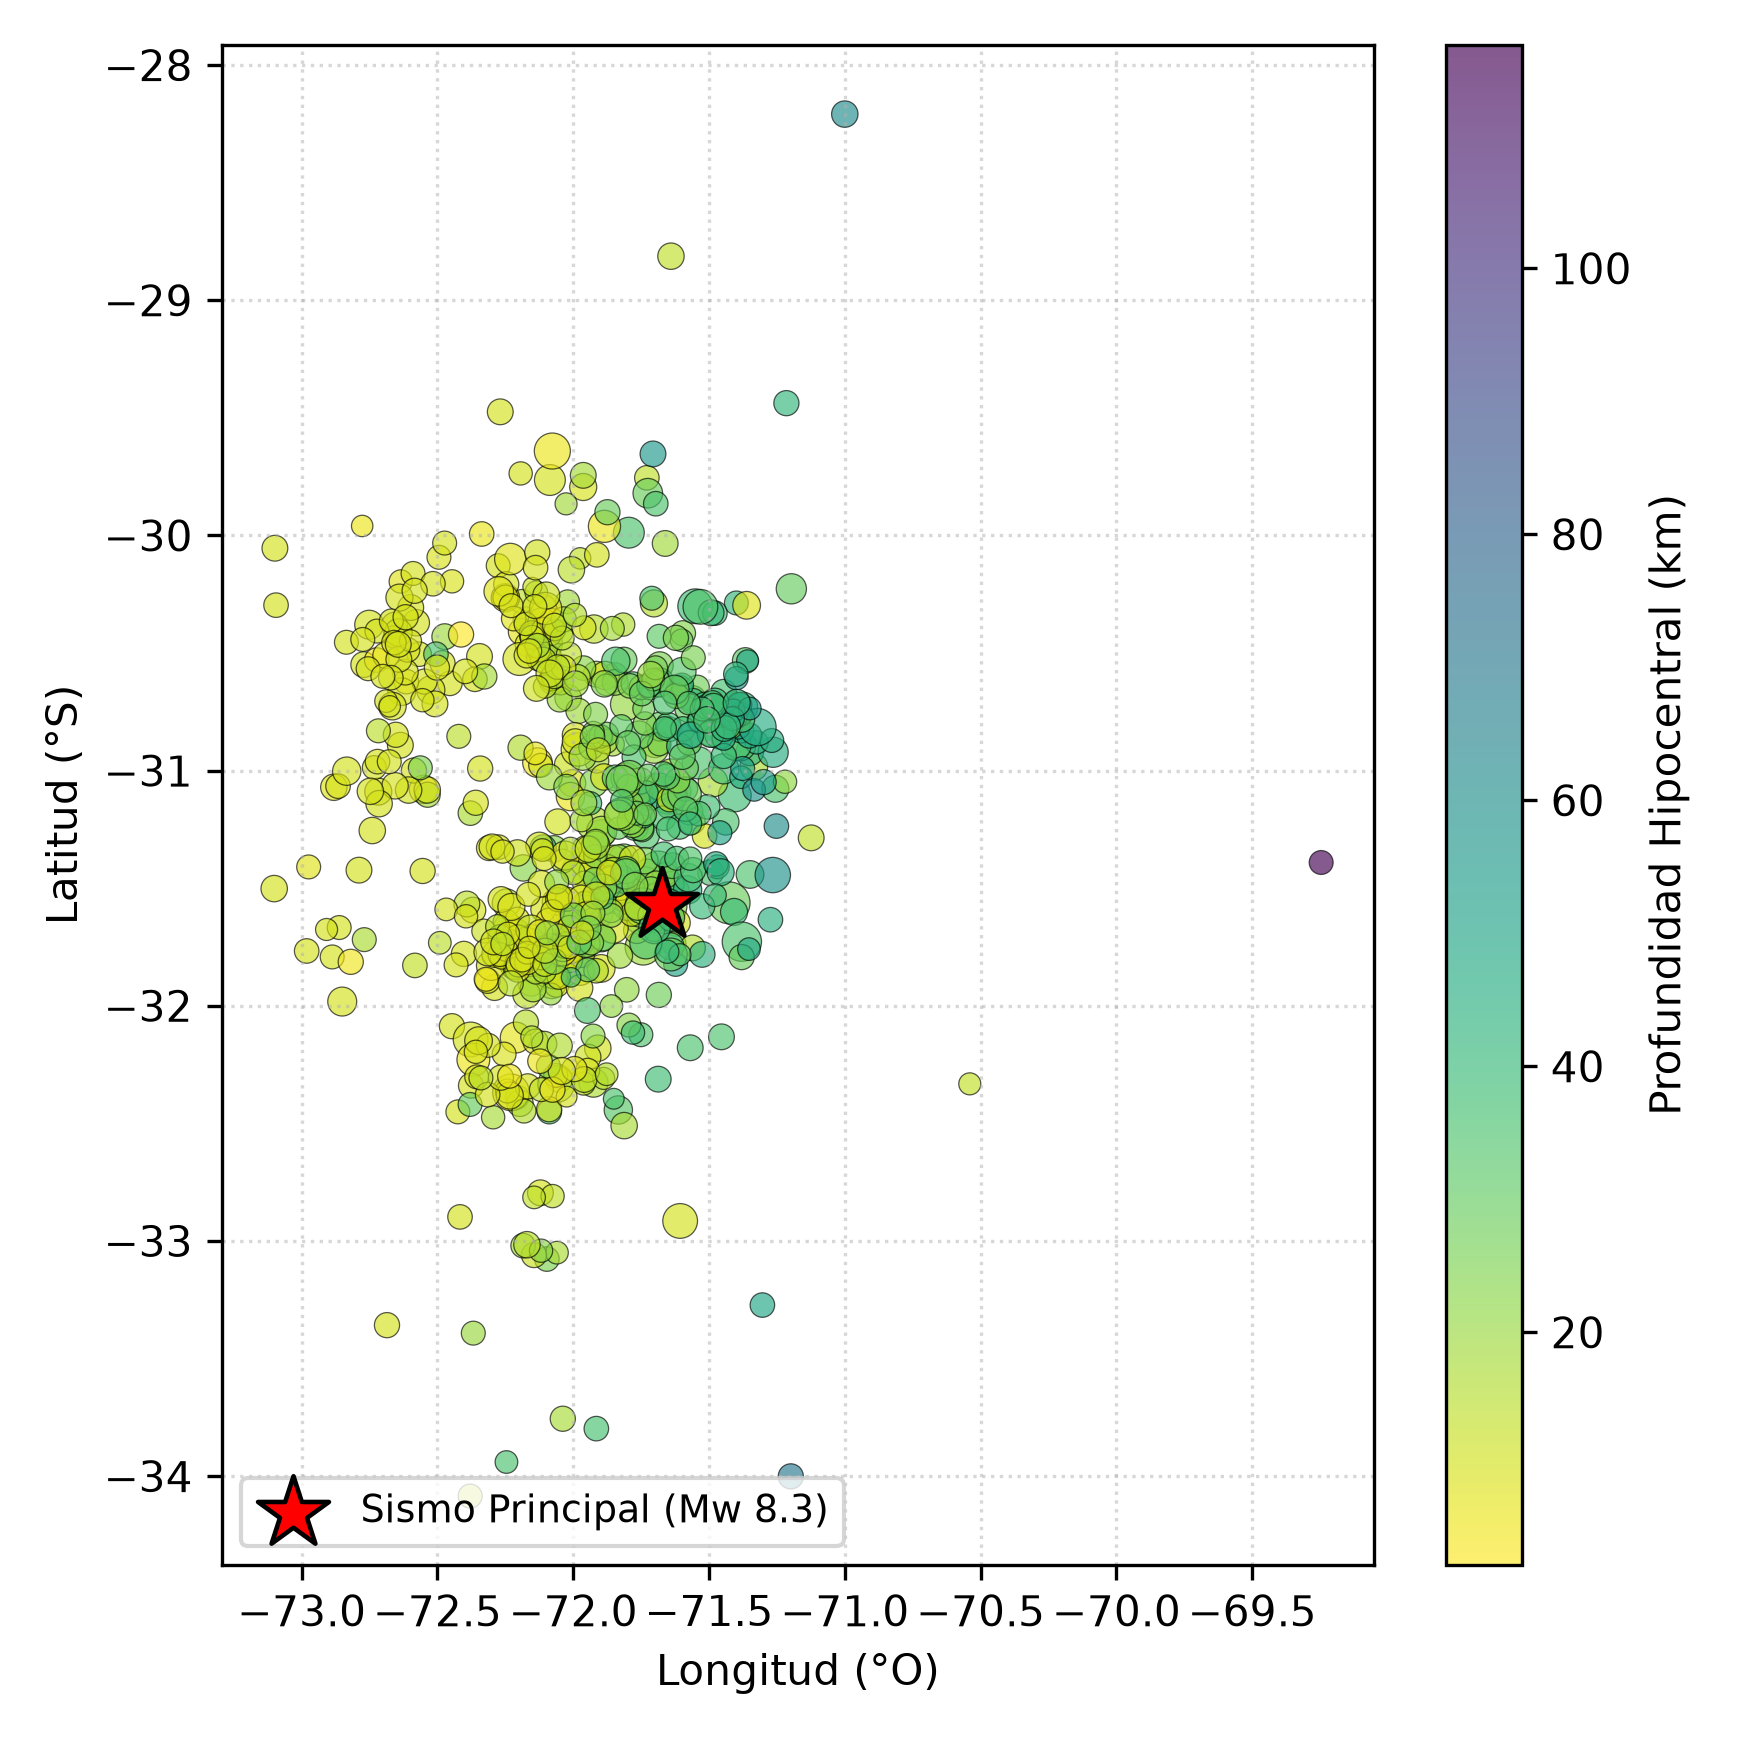 −28
−29
−30
−31
−32
−33
−34
Latitud (°S)
Sismo Principal (Mw 8.3)
−73.0 −72.5 −72.0 −71.5 −71.0 −70.5 −70.0 −69.5
Longitud (°O)
100
80
60
40
20
Profundidad Hipocentral (km)